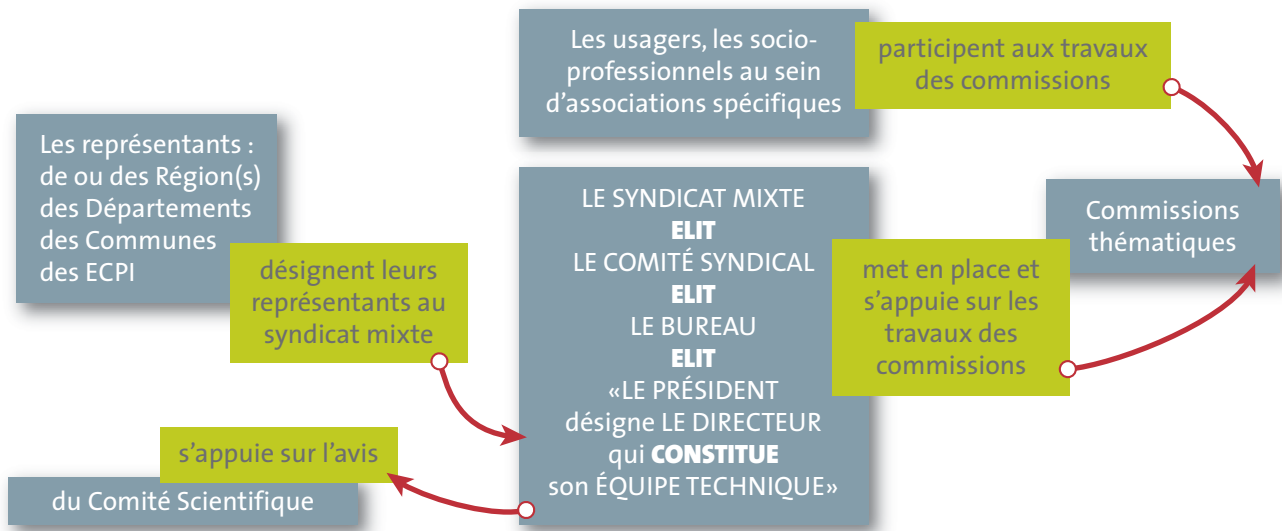 Les usagers, les socio-
professionnels au sein
d’associations spécifiques
participent aux travaux
des commissions
Les représentants :
de ou des Région(s)
des Départements
des Communes
des ECPI
désignent leurs
représentants au
syndicat mixte
LE SYNDICAT MIXTE
ELIT
LE COMITÉ SYNDICAL
ELIT
LE BUREAU
ELIT
«LE PRÉSIDENT
désigne LE DIRECTEUR
qui CONSTITUE
son ÉQUIPE TECHNIQUE»
met en place et
s’appuie sur les
travaux des
commissions
Commissions
thématiques
s’appuie sur l’avis
du Comité Scientifique